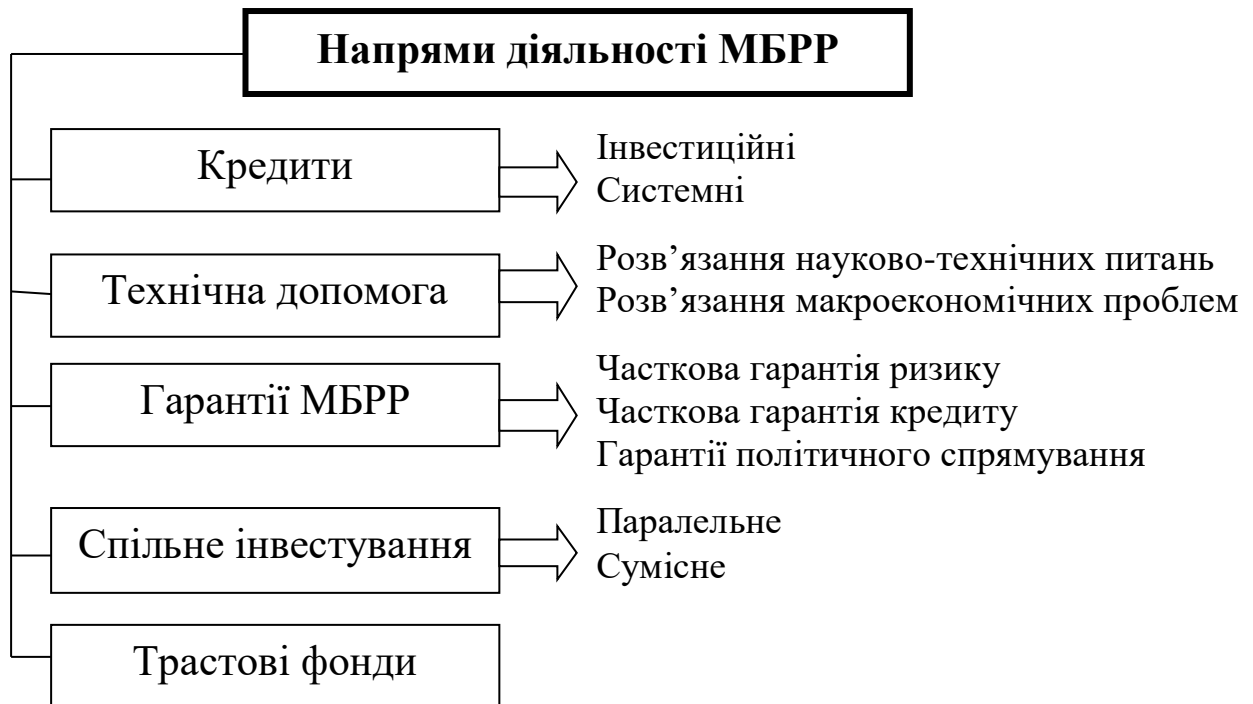 Напрями діяльності МБРР
Кредити
Інвестиційні
Системні
Технічна допомога
Розв’язання науково-технічних питань
Розв’язання макроекономічних проблем
Гарантії МБРР
Часткова гарантія ризику
Часткова гарантія кредиту
Гарантії політичного спрямування
Спільне інвестування
Паралельне
Сумісне
Трастові фонди